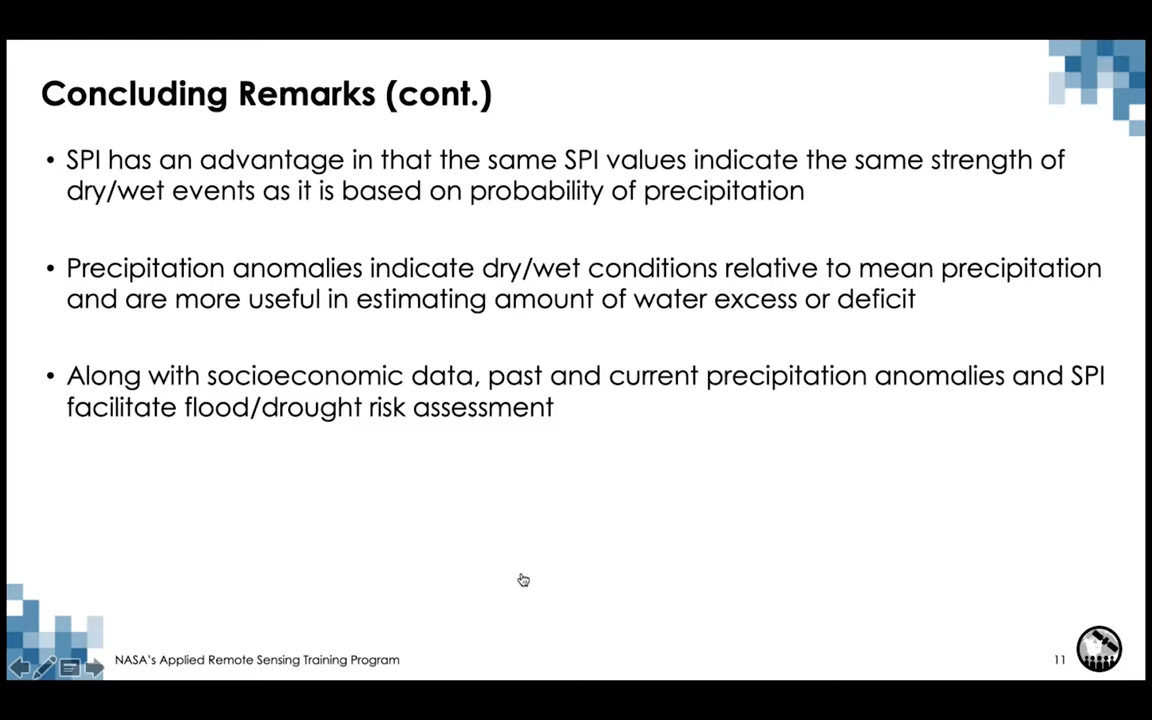 Concluding Remarks (cont.)
• SPI has an advantage in that the same SPI values indicate the same strength of
dry/wet events as it is based on probability of precipitation
• Precipitation anomalies indicate dry/wet conditions relative to mean precipitation
and are more useful in estimating amount of water excess or deficit
• Along with socioeconomic data, past and current precipitation anomalies and SPI
facilitate flood/drought risk assessment
NASA's Applied Remote Sensing Training Program
11